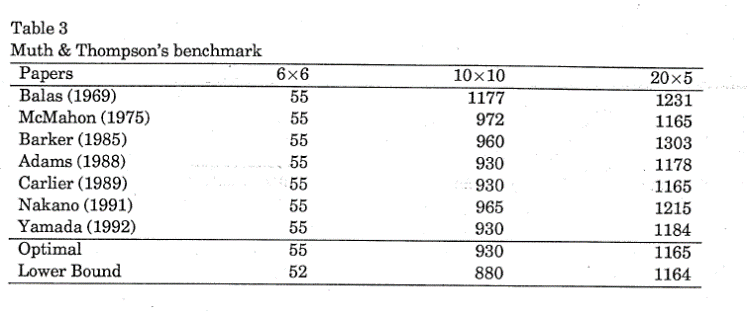 Table 3
Muth & Thompson's benchmark
Papers 6×6 10×10 20×5
Balas (1969) 55 1177 1231
McMahon (1975) 55 972 1165
Barker (1985) 55 960 1303
Adams (1988) 55 930 1178
Carlier (1989) 55 930 1165
Nakano (1991) 55 965 1215
Yamada (1992) 55 930 1184
Optimal 55 930 1165
Lower Bound 52 880 1164